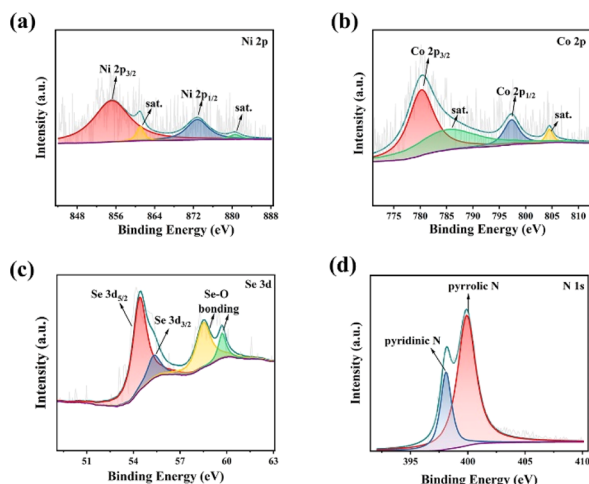 (a)
Ni 2p
Ni 2p3/2
sat.
Ni 2p1/2
sat.
Intensity (a.u.)
848 856 864 872 880 888
Binding Energy (eV)
(b)
Co 2p
Co 2p3/2
sat.
Co 2p1/2
sat.
Intensity (a.u.)
775 780 785 790 795 800 805 810
Binding Energy (eV)
(c)
Se 3d
Se 3d5/2
Se 3d3/2
Se-O
bonding
Intensity (a.u.)
51 54 57 60 63
Binding Energy (eV)
(d)
N 1s
pyrrolic N
pyridinic N
Intensity (a.u.)
395 400 405 410
Binding Energy (eV)